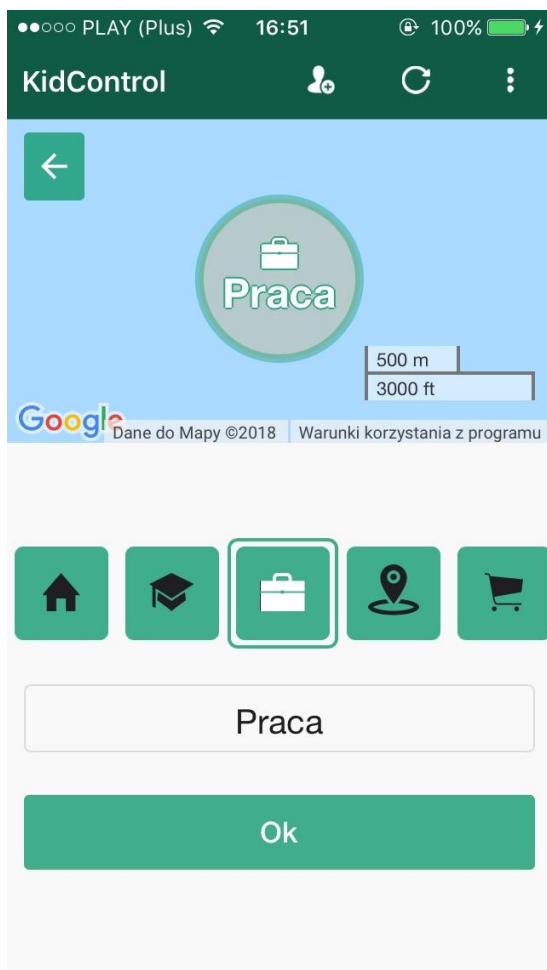 PLAY (Plus) 16:51 100%
KidControl
Praca
500 m
3000 ft
Google
Dane do Mapy ©2018 Warunki korzystania z programu
Praca
Ok